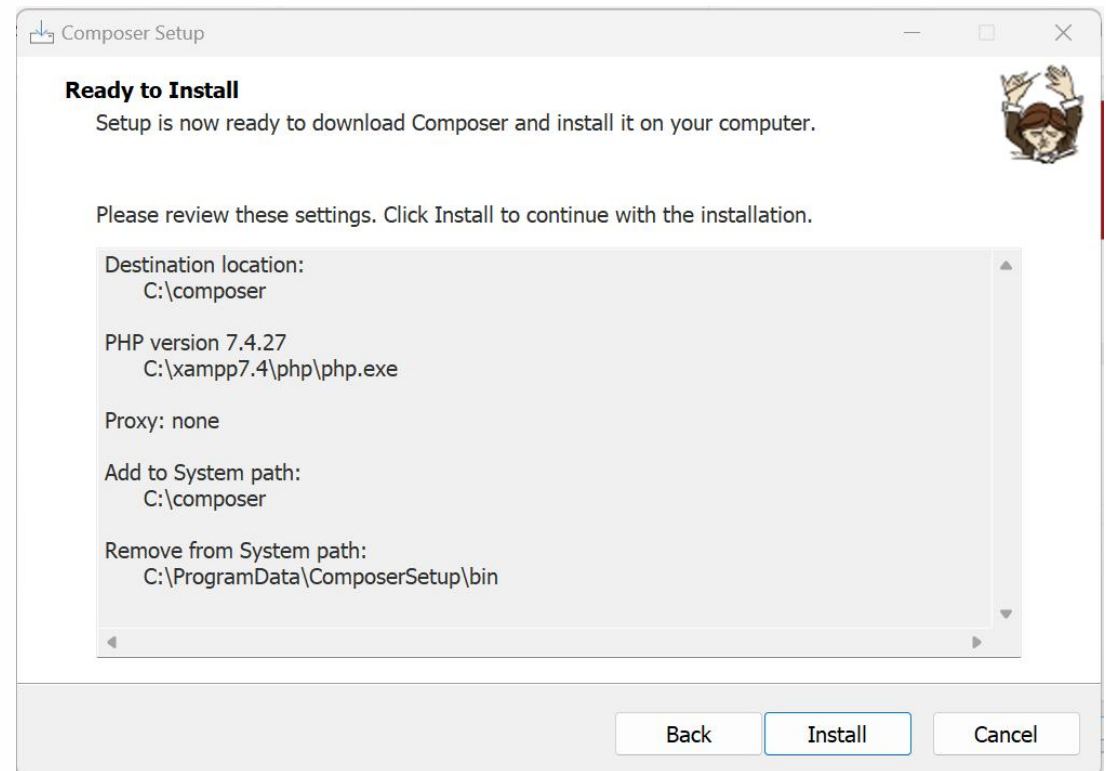 Composer Setup
Ready to Install
Setup is now ready to download Composer and install it on your computer.
Please review these settings. Click Install to continue with the installation.
Destination location:
C:\composer
PHP version 7.4.27
C:\xampp7.4\php\php.exe
Proxy: none
Add to System path:
C:\composer
Remove from System path:
C:\ProgramData\ComposerSetup\bin
Back Install Cancel